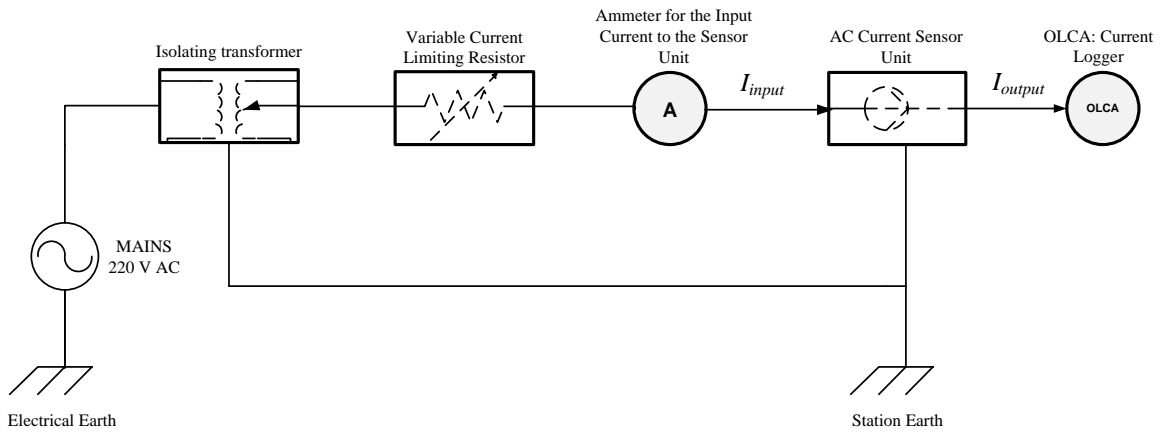 Isolating transformer
Variable Current
Limiting Resistor
Ammeter for the Input
Current to the Sensor
Unit
AC Current Sensor
Unit
OLCA: Current
Logger
A
I_input
I_output
OLCA
MAINS
220 V AC
Electrical Earth
Station Earth